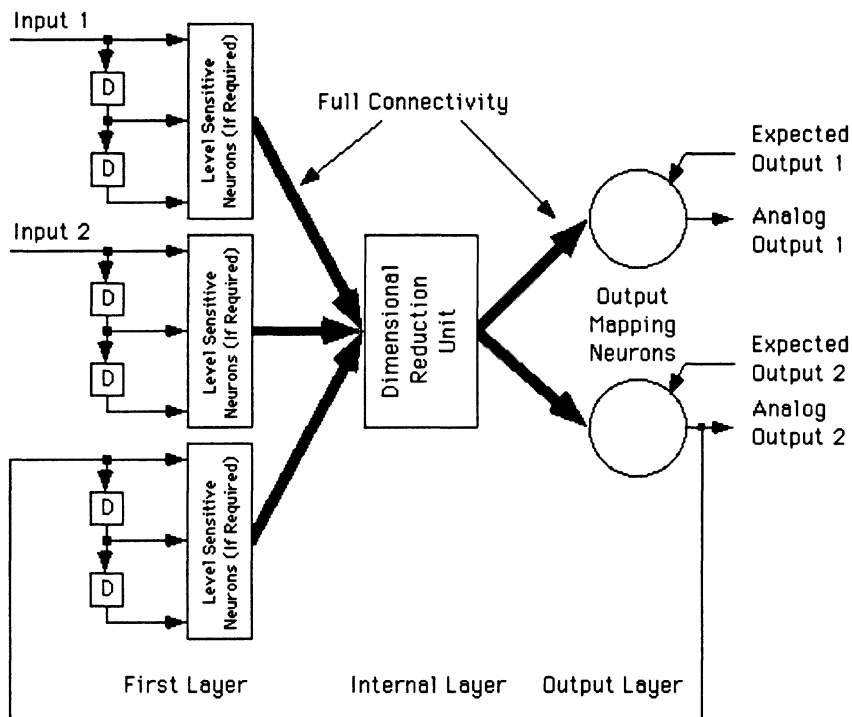 Input 1
D
D
Level Sensitive
Neurons (If Required)
Full Connectivity
Expected
Output 1
Analog
Output 1
Input 2
D
D
Level Sensitive
Neurons (If Required)
Dimensional
Reduction
Unit
Output
Mapping
Neurons
Expected
Output 2
Analog
Output 2
D
D
Level Sensitive
Neurons (If Required)
First Layer
Internal Layer
Output Layer